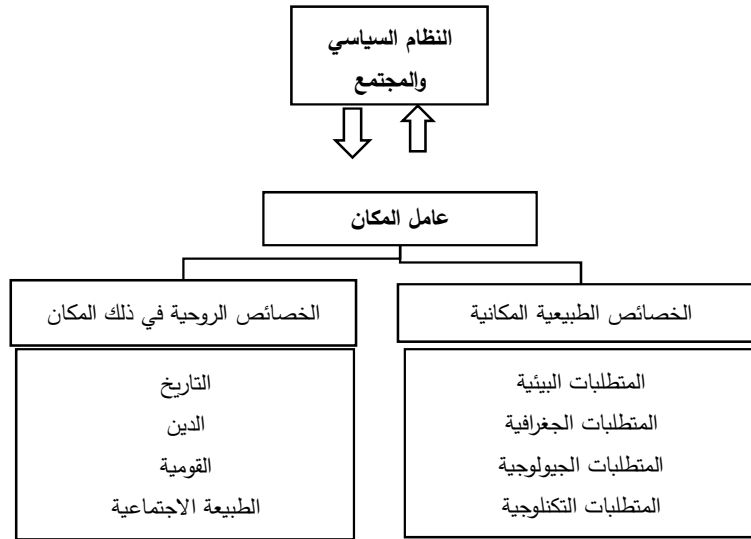 النظام السياسي
والمجتمع
عامل المكان
الخصائص الطبيعية المكانية
المتطلبات البيئية
المتطلبات الجغرافية
المتطلبات الجيولوجية
المتطلبات التكنلوجية
الخصائص الروحية في ذلك المكان
التاريخ
الدين
القومية
الطبيعة الاجتماعية